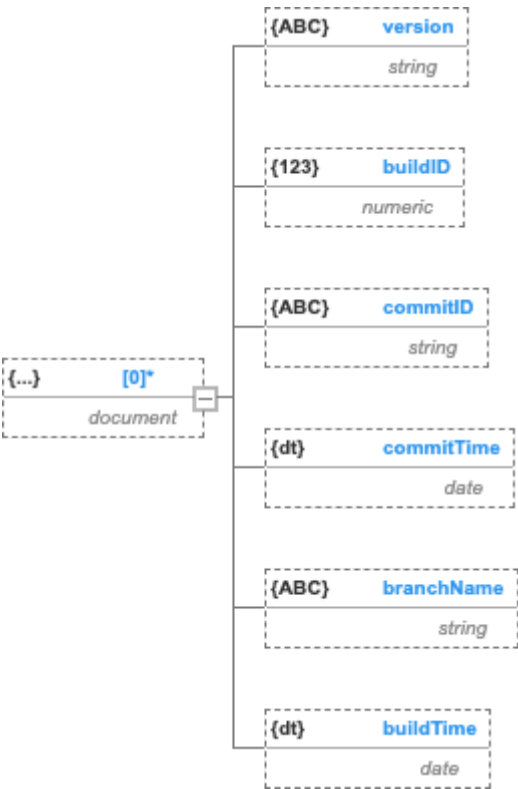 {ABC} version
string
{123} buildID
numeric
{ABC} commitID
string
{...} [0]*
document
{dt} commitTime
date
{ABC} branchName
string
{dt} buildTime
date